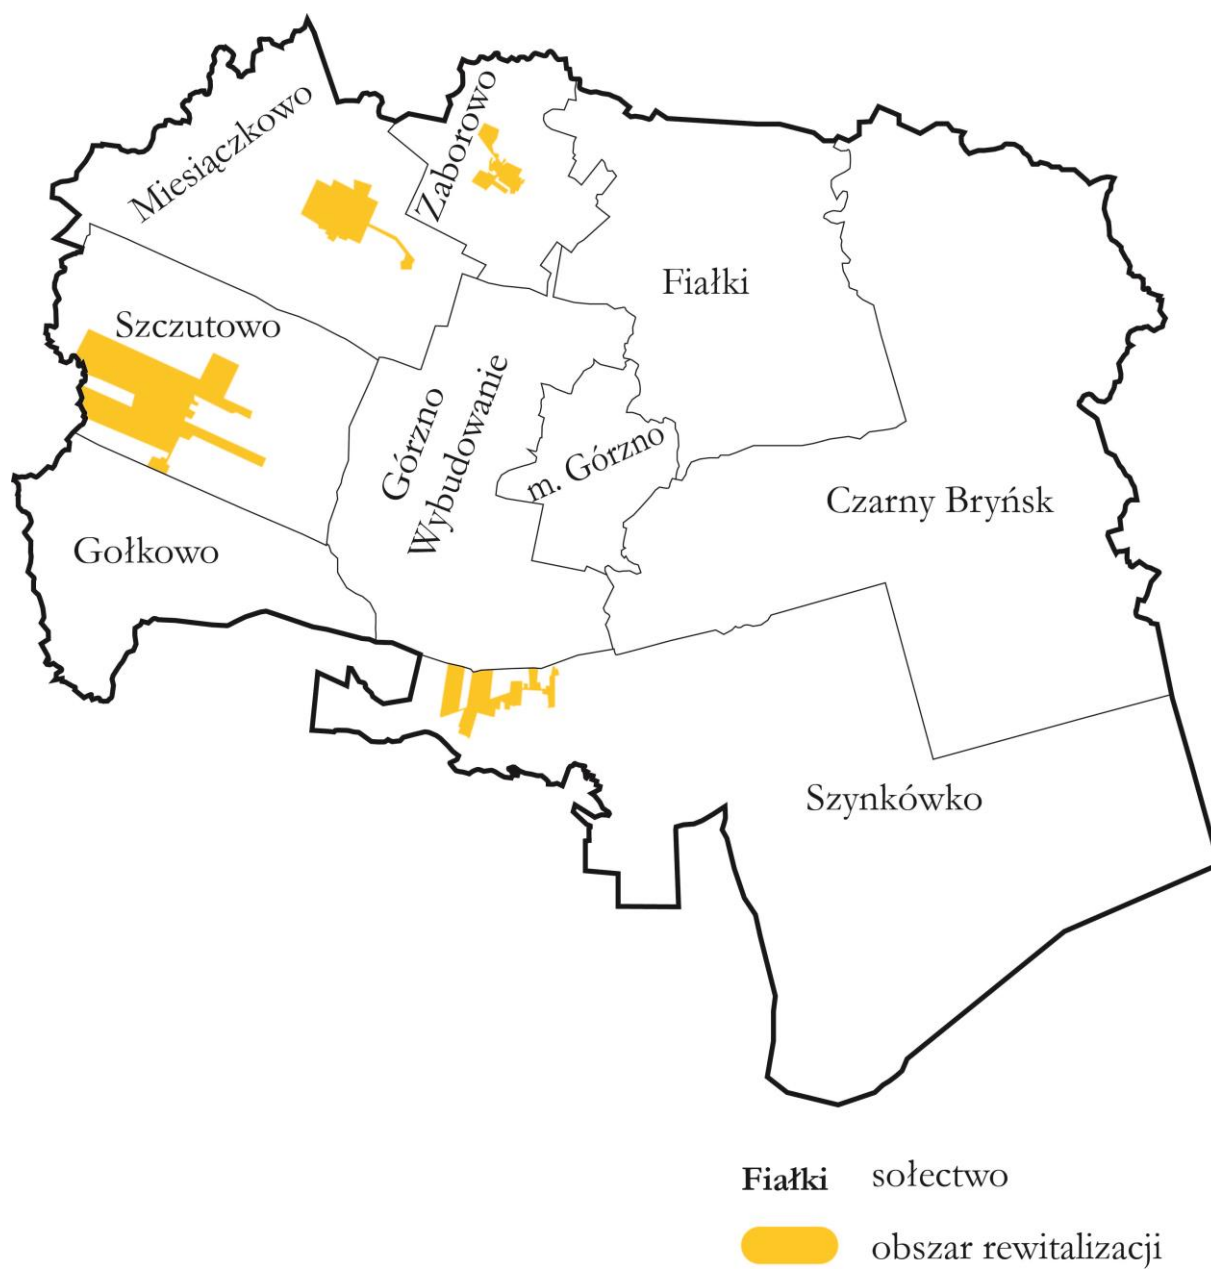 Miesiączkowo
Zaborowo
Fiałki
Szczutowo
Górzno
Wybudowanie
m. Górzno
Czarny Bryńsk
Gołkowo
Szynkówko
Fiałki sołectwo
obszar rewitalizacji